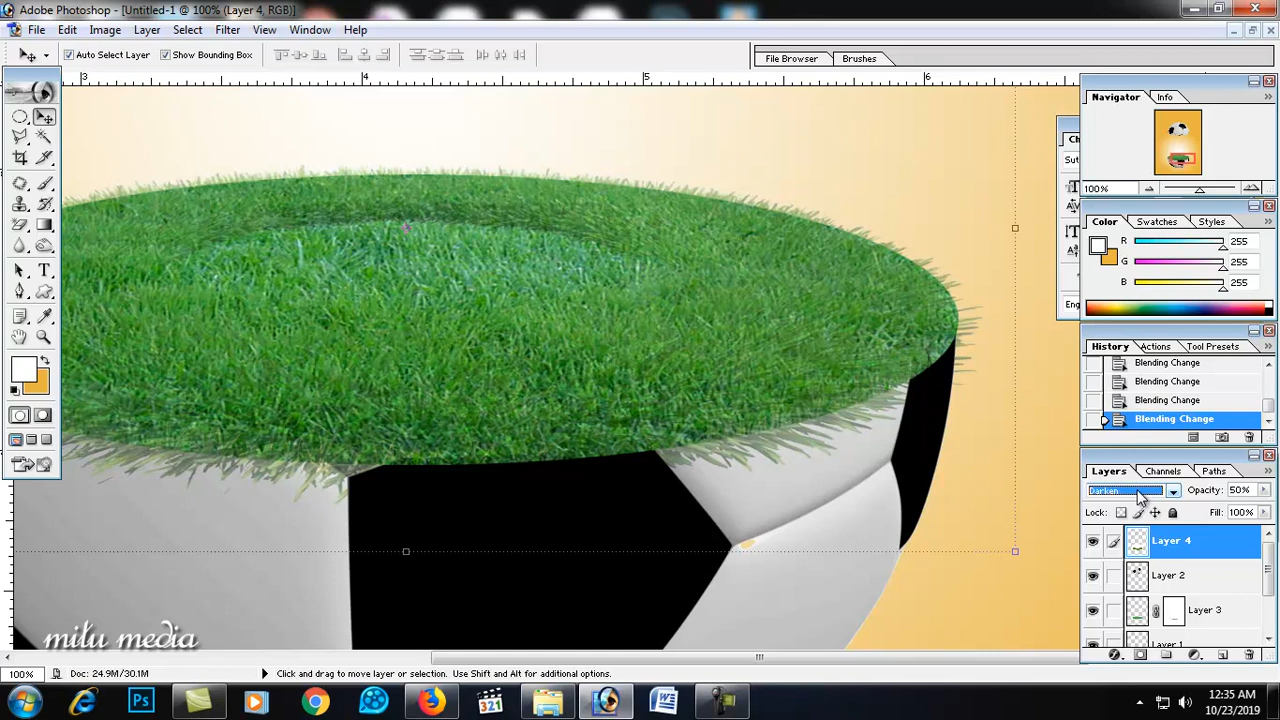 Adobe Photoshop - [Untitled-1 @ 100% (Layer 4, RGB)]
File Edit Image Layer Select Filter View Window Help
Auto Select Layer Show Bounding Box
File Browser Brushes
3 4 5 6
Navigator Info
100%
Color Swatches Styles
R 255
G 255
B 255
History Actions Tool Presets
Blending Change
Blending Change
Blending Change
Blending Change
Layers Channels Paths
Darken Opacity: 50%
Lock: Fill: 100%
Layer 4
Layer 2
Layer 3
Layer 1
milu media
100% Doc: 24.9M/30.1M Click and drag to move layer or selection. Use Shift and Alt for additional options.
Ps 321 W
12:35 AM
10/23/2019